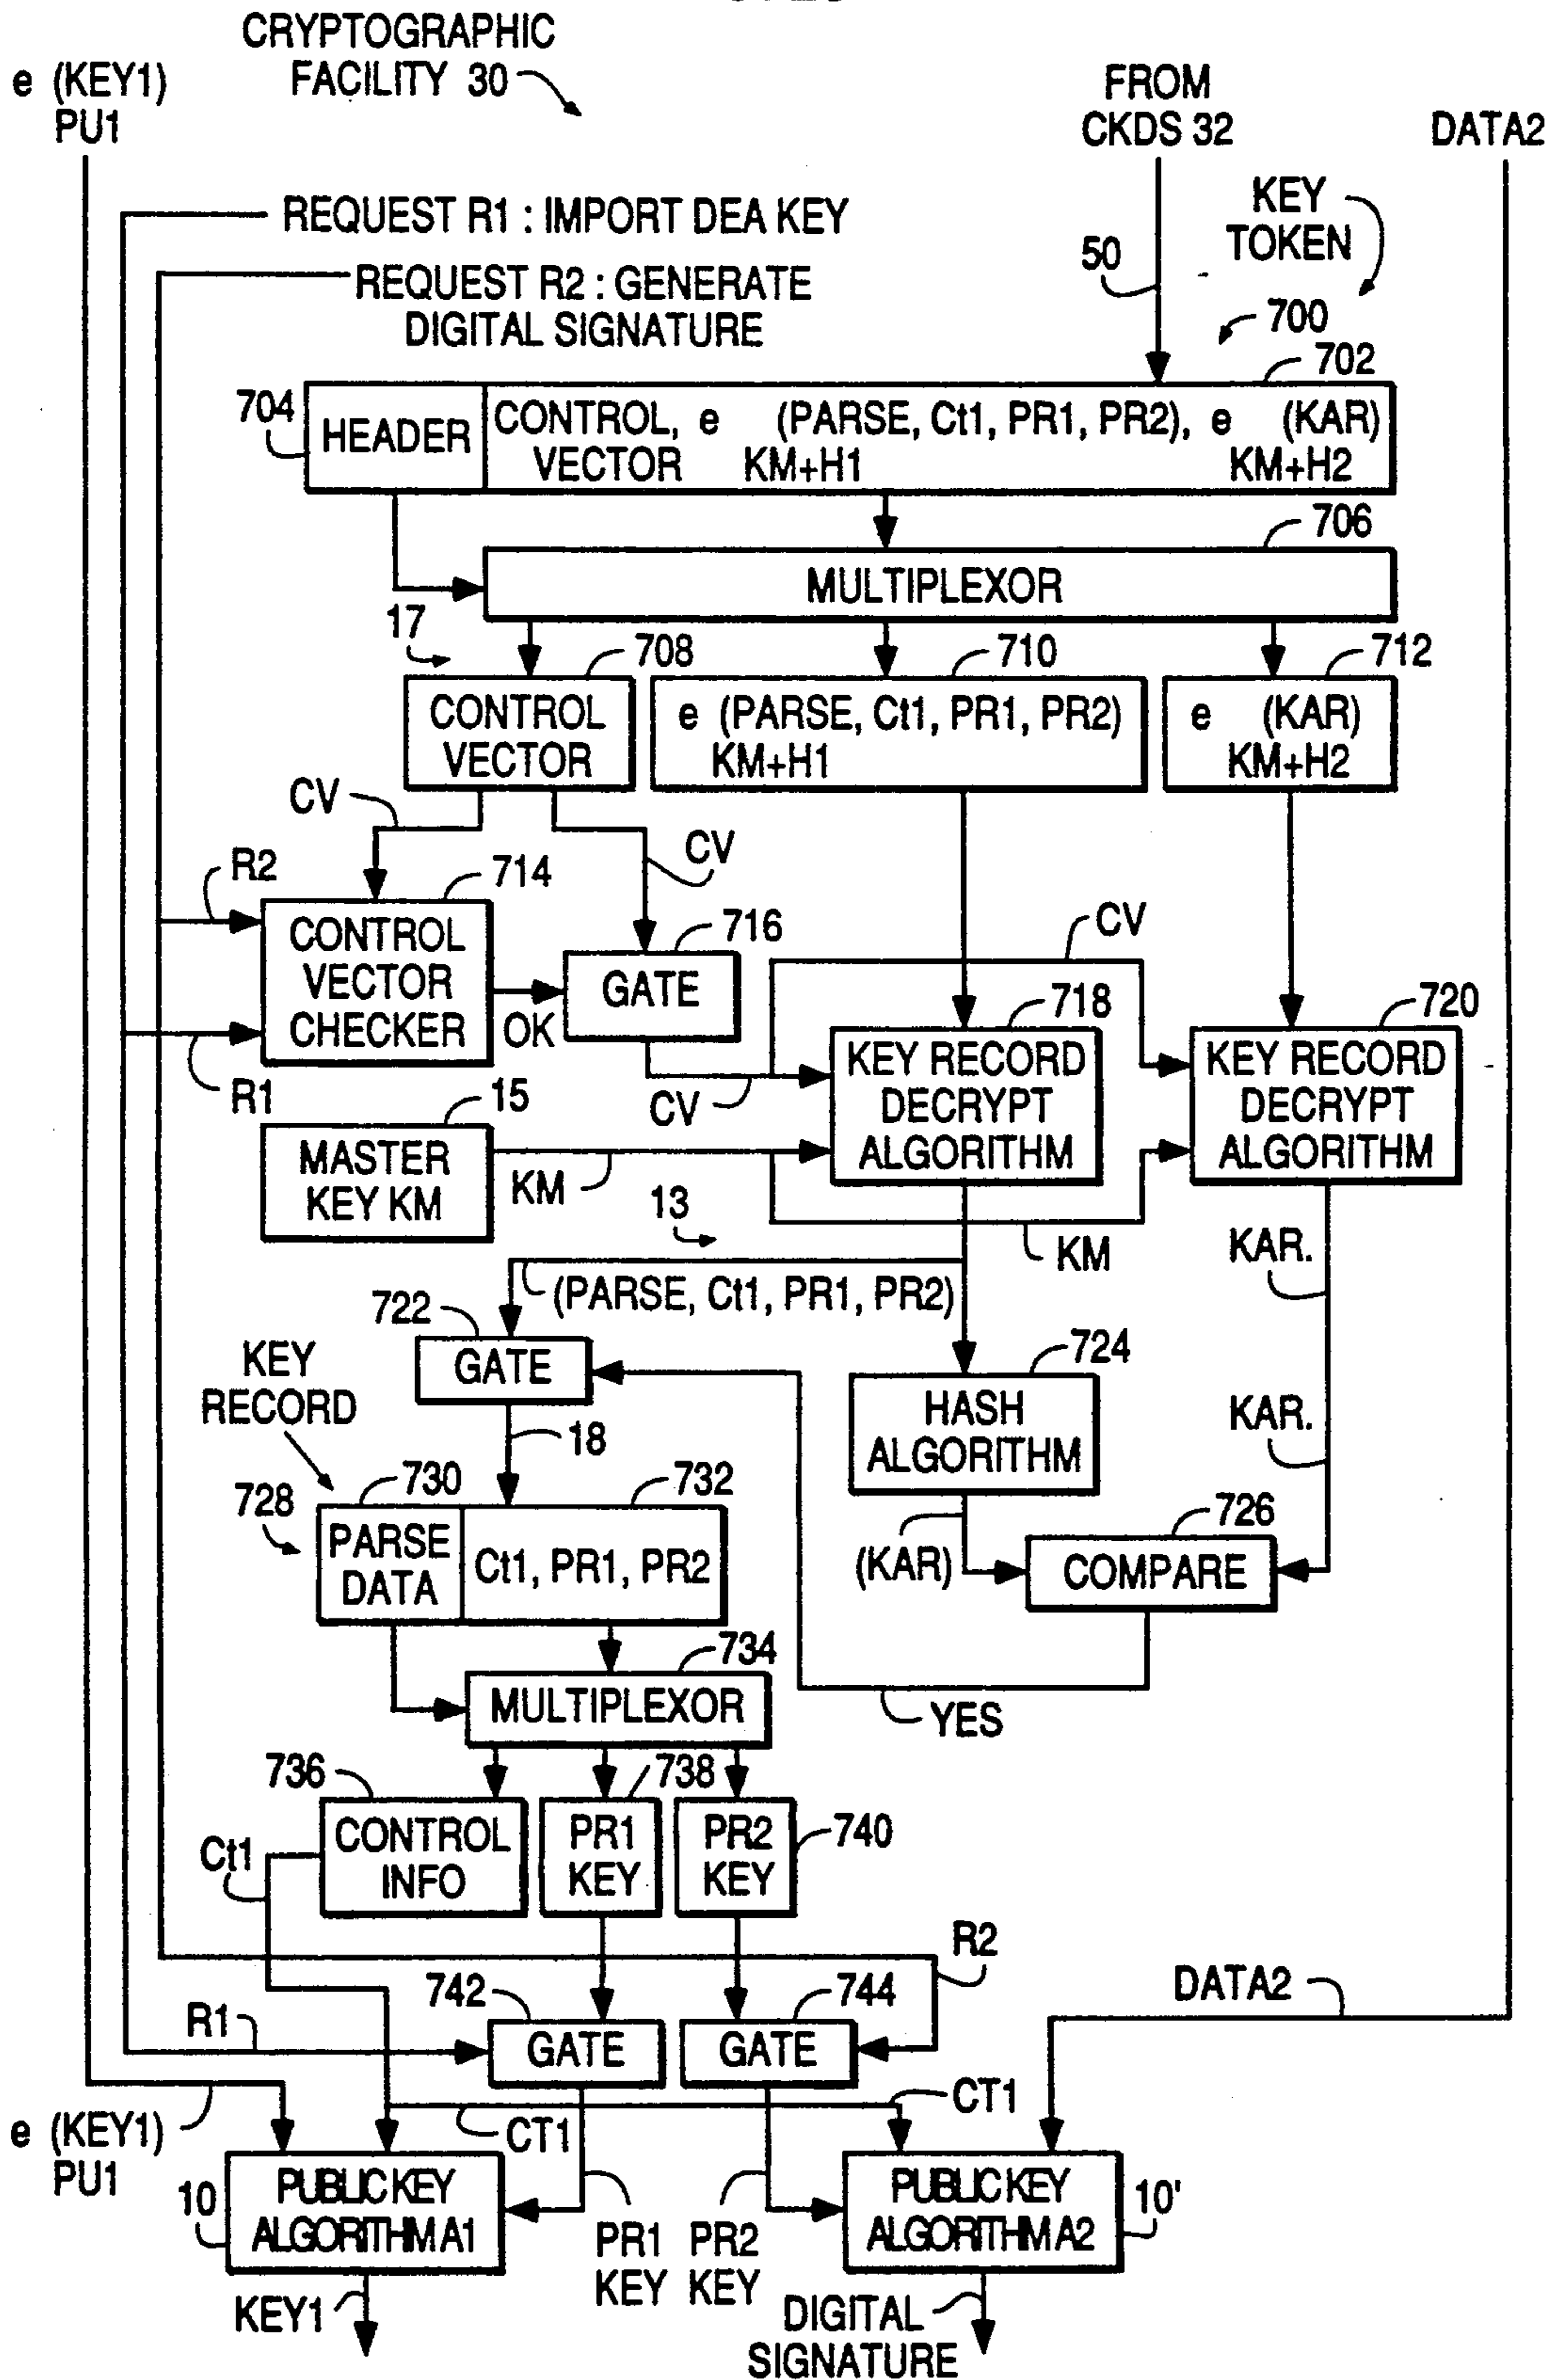 CRYPTOGRAPHIC
FACILITY 30
e (KEY1)
PU1
FROM
CKDS 32
DATA2
REQUEST R1 : IMPORT DEA KEY
KEY
TOKEN
50
REQUEST R2 : GENERATE
DIGITAL SIGNATURE
700
702
704
HEADER
CONTROL, e (PARSE, Ct1, PR1, PR2), e (KAR)
VECTOR KM+H1 KM+H2
706
MULTIPLEXOR
17
708
710
712
CONTROL
VECTOR
e (PARSE, Ct1, PR1, PR2)
KM+H1
e (KAR)
KM+H2
CV
CV
R2
714
716
CV
CONTROL
VECTOR
CHECKER
OK
GATE
718
720
KEY RECORD
DECRYPT
ALGORITHM
KEY RECORD
DECRYPT
ALGORITHM
R1
15
CV
MASTER
KEY KM
KM
13
KM
KAR.
(PARSE, Ct1, PR1, PR2)
722
GATE
724
KEY
RECORD
HASH
ALGORITHM
KAR.
18
728
730
732
726
PARSE
DATA
Ct1, PR1, PR2
(KAR)
COMPARE
734
MULTIPLEXOR
YES
736
738
740
Ct1
CONTROL
INFO
PR1
KEY
PR2
KEY
R2
742
744
DATA2
R1
GATE
GATE
e (KEY1)
PU1
CT1
CT1
10
PUBLIC KEY
ALGORITHM A1
PUBLIC KEY
ALGORITHM A2
10'
PR1
KEY
PR2
KEY
KEY1
DIGITAL
SIGNATURE